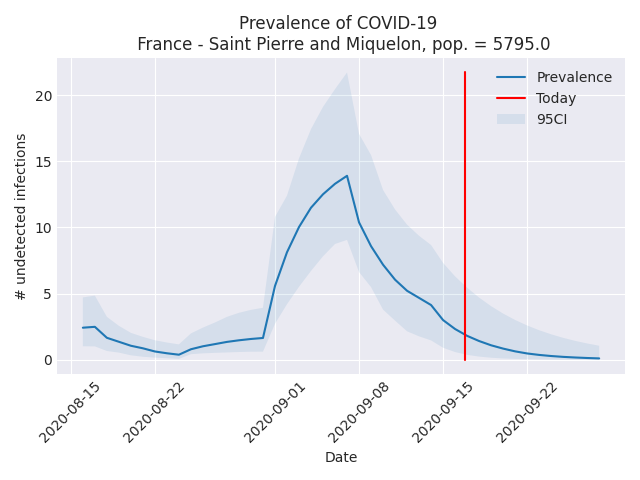 Prevalence of COVID-19
France - Saint Pierre and Miquelon, pop. = 5795.0
Prevalence
Today
95CI
# undetected infections
20
15
10
5
0
2020-08-15
2020-08-22
2020-09-01
2020-09-08
2020-09-15
2020-09-22
Date